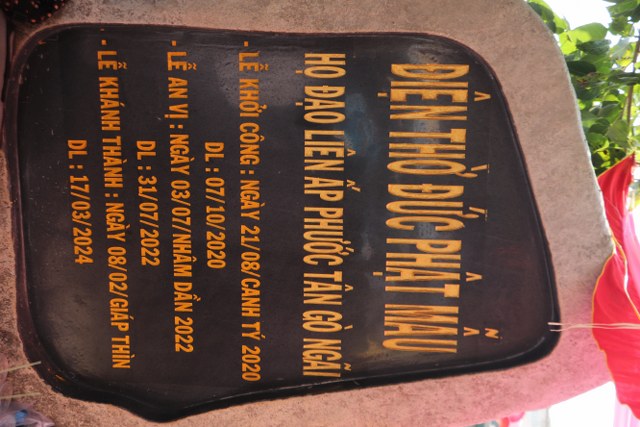 ĐIỆN THỜ ĐỨC PHẬT MẪU
HỌ ĐẠO LIÊN ẤP PHƯỚC TÂN GÒ NGÃI
- LỄ KHỞI CÔNG : NGÀY 21/08/CANH TÝ 2020
DL : 07/10/2020
- LỄ AN VỊ : NGÀY 03/07/NHÂM DẦN 2022
DL : 31/07/2022
- LỄ KHÁNH THÀNH : NGÀY 08/02/GIÁP THÌN
DL : 17/03/2024